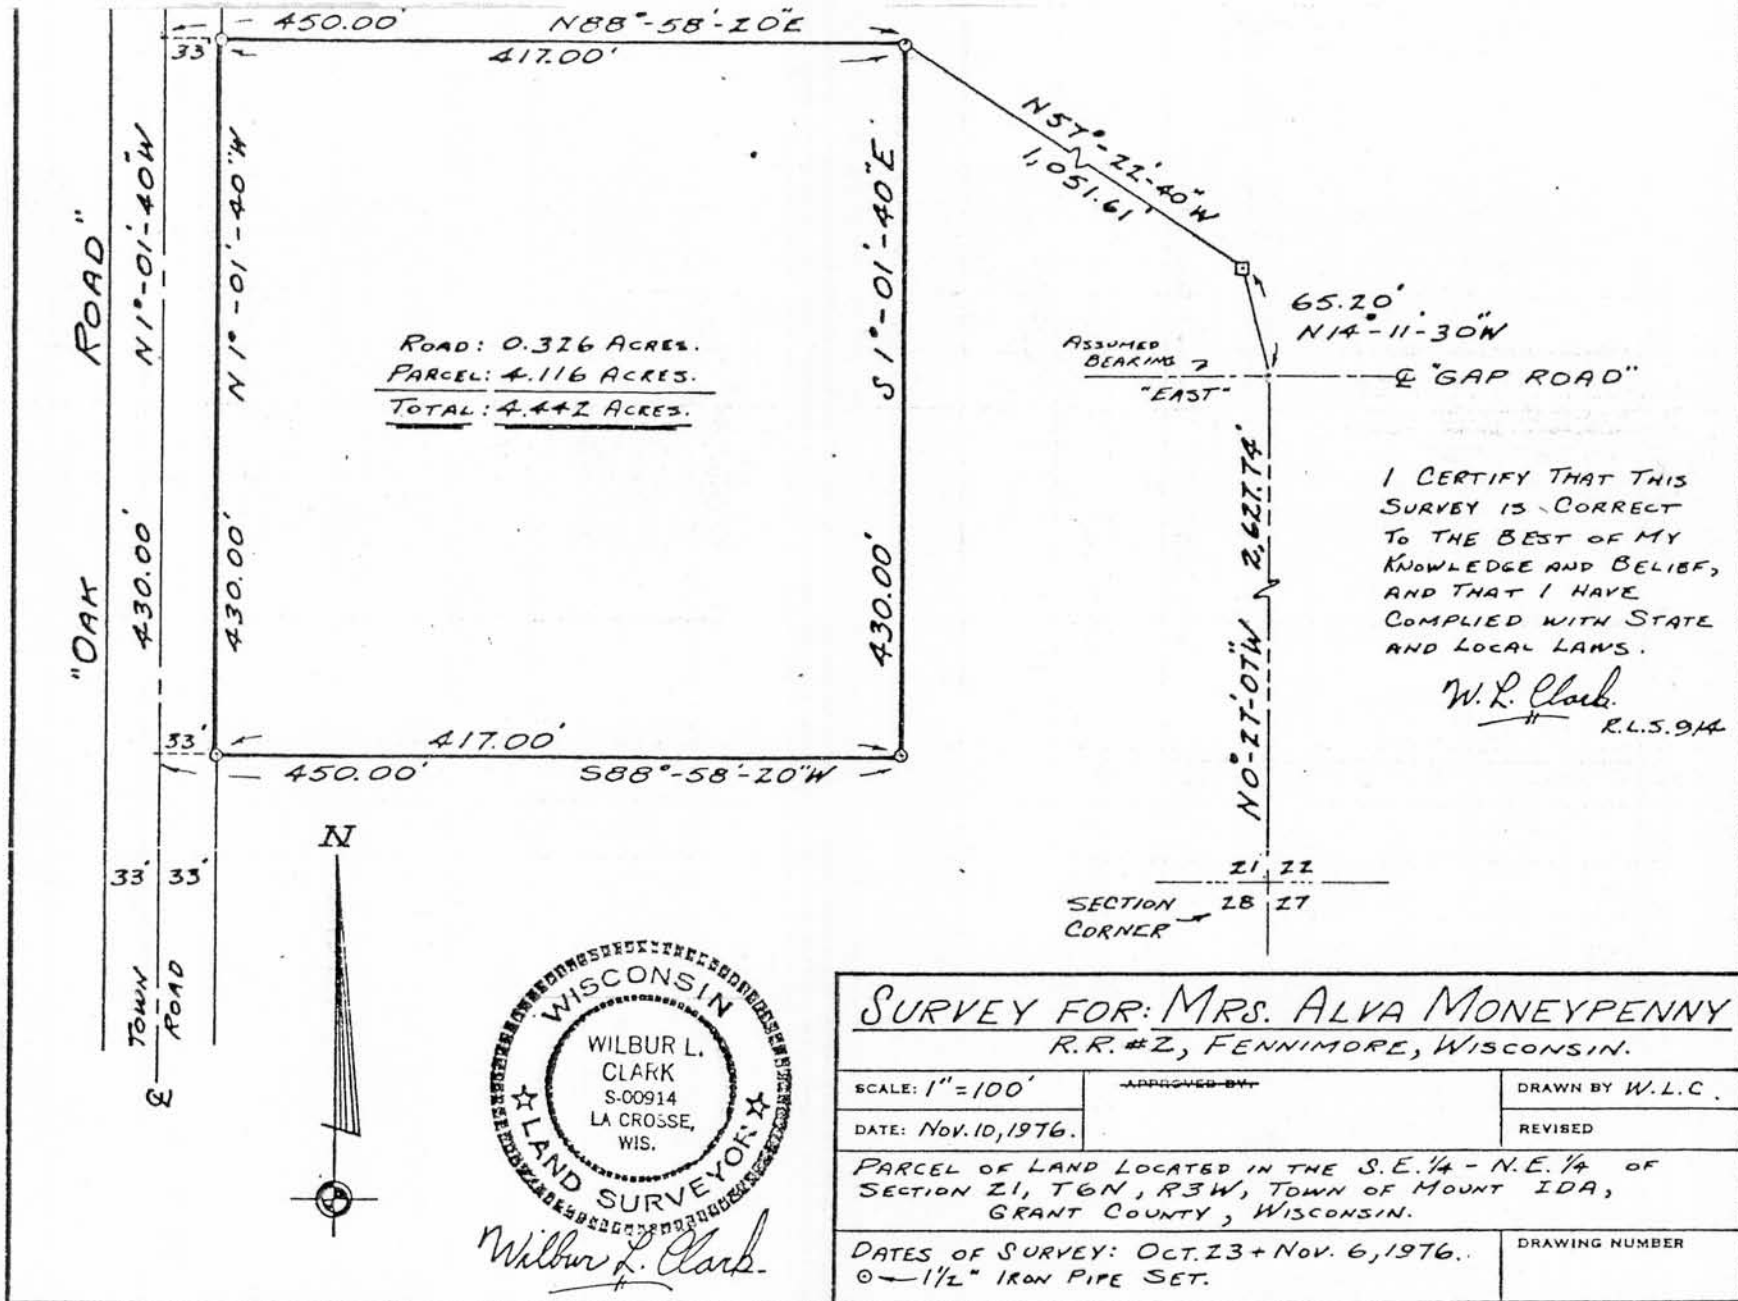 450.00' N88°-58'-20"E
33'
417.00'
N1°-01'-40"W
N1°-01'-40"W
S1°-01'-40"E
N57°-22'-40"W
1,051.61'
"OAK ROAD"
430.00'
430.00'
430.00'
ROAD: 0.326 ACRES.
PARCEL: 4.116 ACRES.
TOTAL: 4.442 ACRES.
65.20'
N14°-11'-30"W
ASSUMED
BEARING
"EAST"
℄ "GAP ROAD"
N0°-27'-07"W 2,627.74'
I CERTIFY THAT THIS
SURVEY IS CORRECT
TO THE BEST OF MY
KNOWLEDGE AND BELIEF,
AND THAT I HAVE
COMPLIED WITH STATE
AND LOCAL LAWS.
W. L. Clark.
R.L.S. 914
33'
417.00'
450.00' S88°-58'-20"W
N
33' 33'
21 22
28 27
SECTION
CORNER
TOWN
ROAD
℄
WISCONSIN
WILBUR L.
CLARK
S-00914
LA CROSSE,
WIS.
LAND SURVEYOR
Wilbur L. Clark.
SURVEY FOR: MRS. ALVA MONEYPENNY
R.R. #2, FENNIMORE, WISCONSIN.
SCALE: 1" = 100'
APPROVED BY:
DRAWN BY W.L.C.
DATE: NOV. 10, 1976.
REVISED
PARCEL OF LAND LOCATED IN THE S.E. 1/4 - N.E. 1/4 OF
SECTION 21, T6N, R3W, TOWN OF MOUNT IDA,
GRANT COUNTY, WISCONSIN.
DATES OF SURVEY: OCT. 23 + NOV. 6, 1976.
⊙ — 1 1/2" IRON PIPE SET.
DRAWING NUMBER